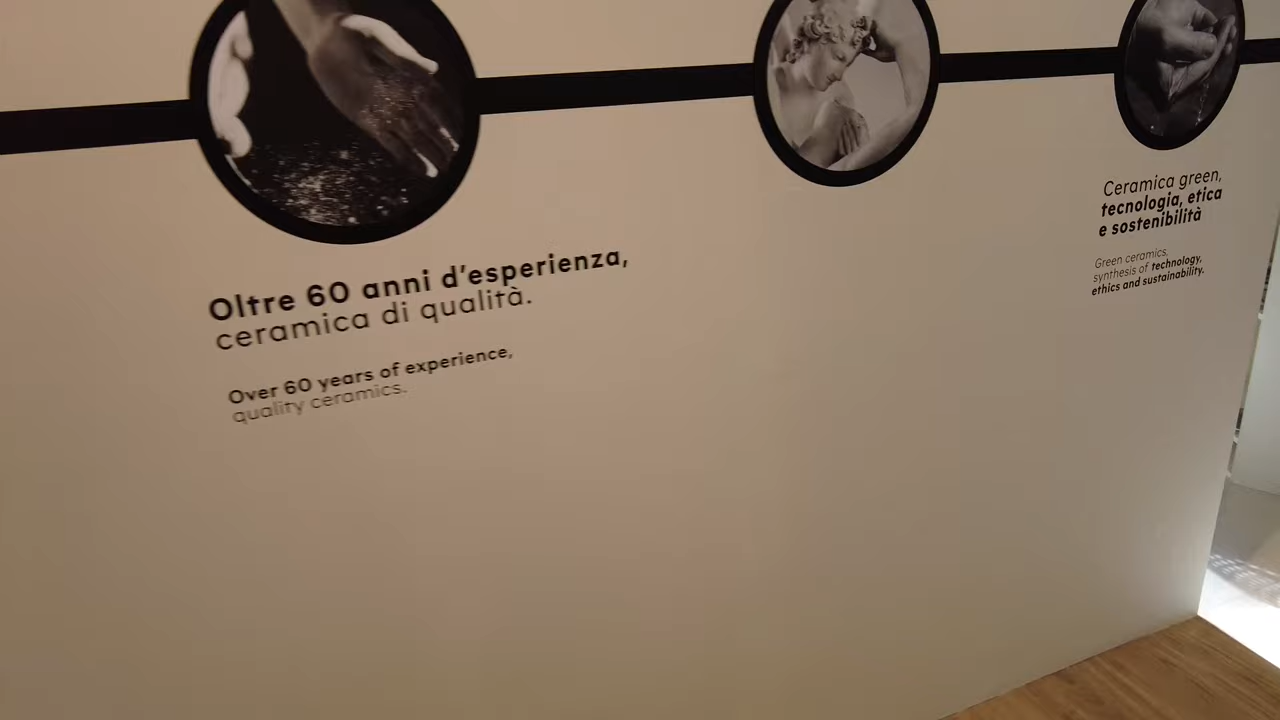 Oltre 60 anni d'esperienza,
ceramica di qualità.
Over 60 years of experience,
quality ceramics.
Ceramica green,
tecnologia, etica
e sostenibilità
Green ceramics,
synthesis of technology,
ethics and sustainability.